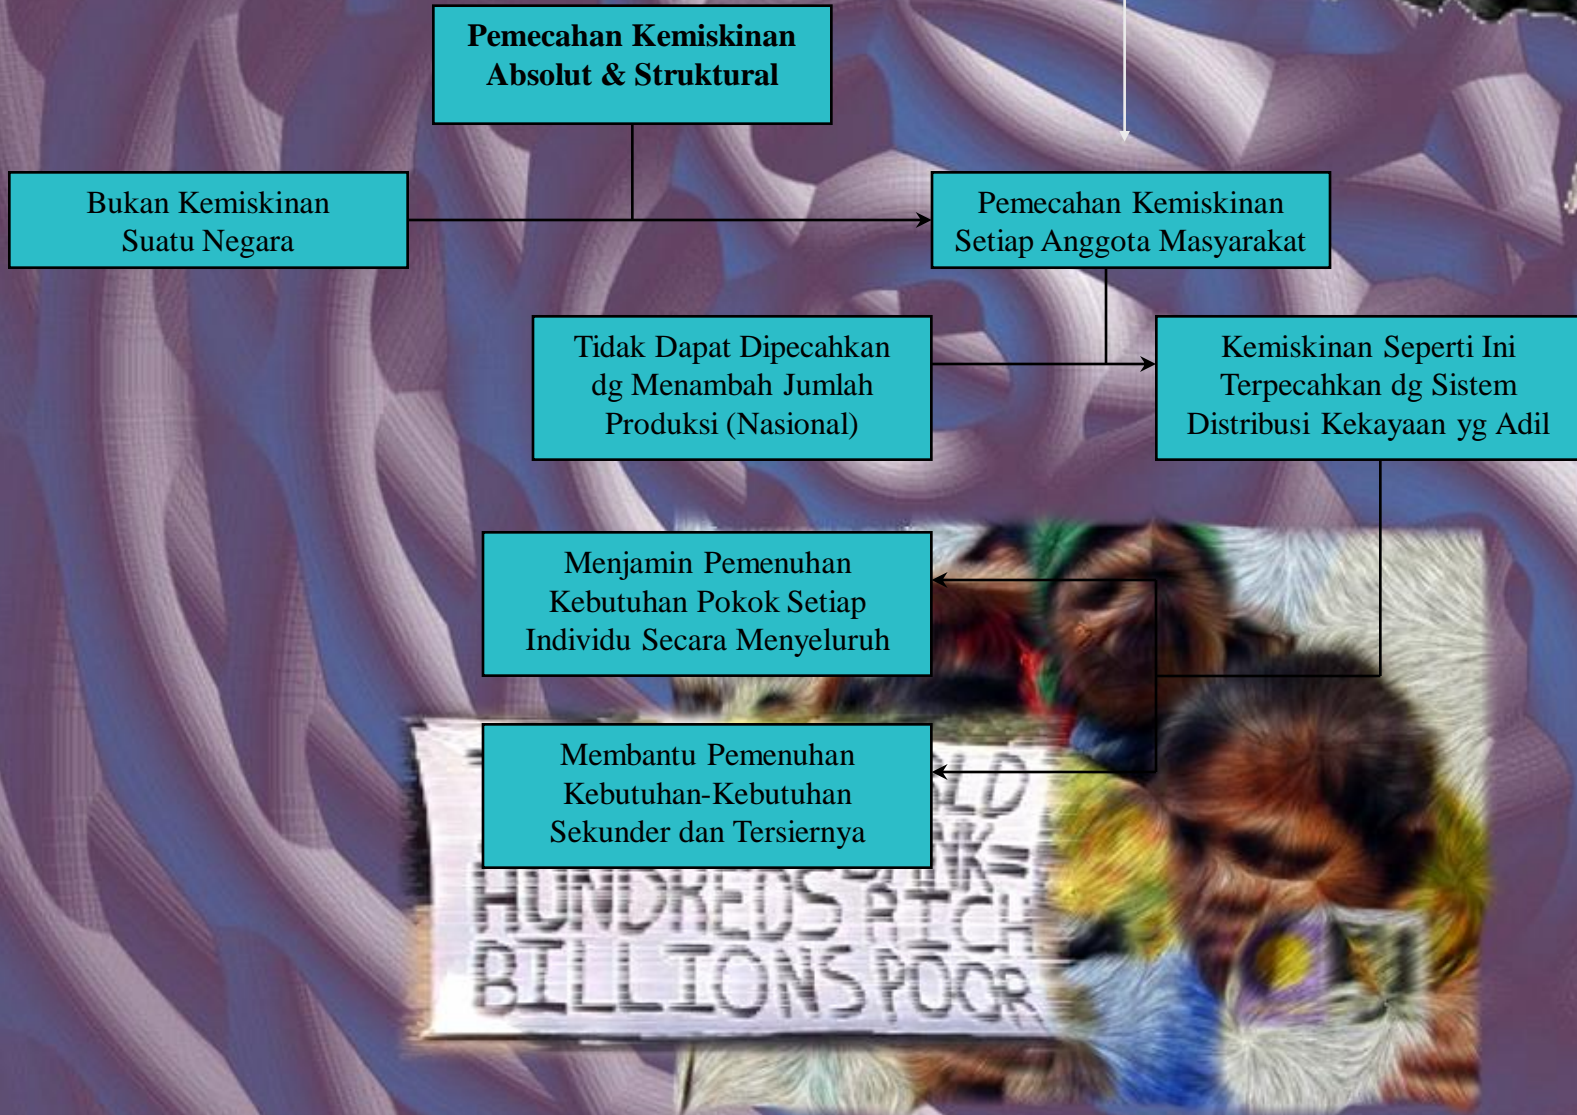 Pemecahan Kemiskinan
Absolut & Struktural
Bukan Kemiskinan
Suatu Negara
Pemecahan Kemiskinan
Setiap Anggota Masyarakat
Tidak Dapat Dipecahkan
dg Menambah Jumlah
Produksi (Nasional)
Kemiskinan Seperti Ini
Terpecahkan dg Sistem
Distribusi Kekayaan yg Adil
Menjamin Pemenuhan
Kebutuhan Pokok Setiap
Individu Secara Menyeluruh
Membantu Pemenuhan
Kebutuhan-Kebutuhan
Sekunder dan Tersiernya
HUNDREDS RICH
BILLIONS POOR